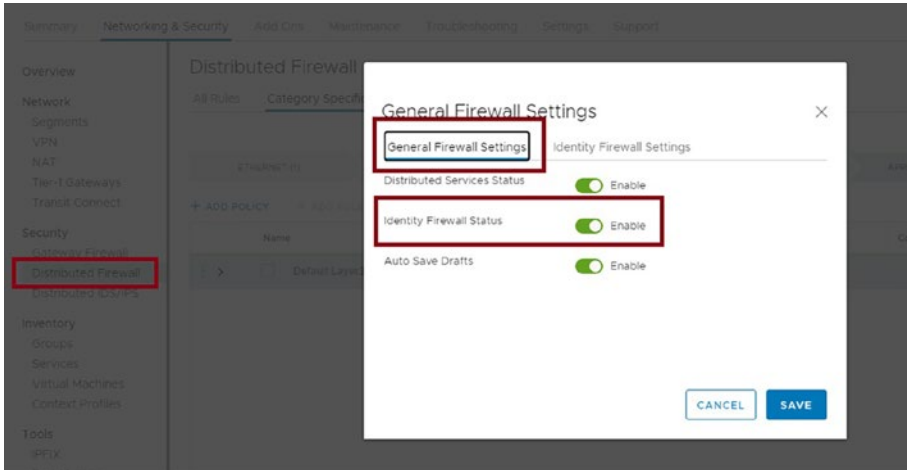 Summary Networking & Security Add Ons Maintenance Troubleshooting Settings Support
Overview
Network
Segments
VPN
NAT
Tier-1 Gateways
Transit Connect
Security
Gateway Firewall
Distributed Firewall
Distributed IDS/IPS
Inventory
Groups
Services
Virtual Machines
Context Profiles
Tools
IPFIX
Distributed Firewall
All Rules Category Specific
ETHERNET (1)
+ ADD POLICY
Name
Default Layer
General Firewall Settings
General Firewall Settings Identity Firewall Settings
Distributed Services Status Enable
Identity Firewall Status Enable
Auto Save Drafts Enable
CANCEL SAVE